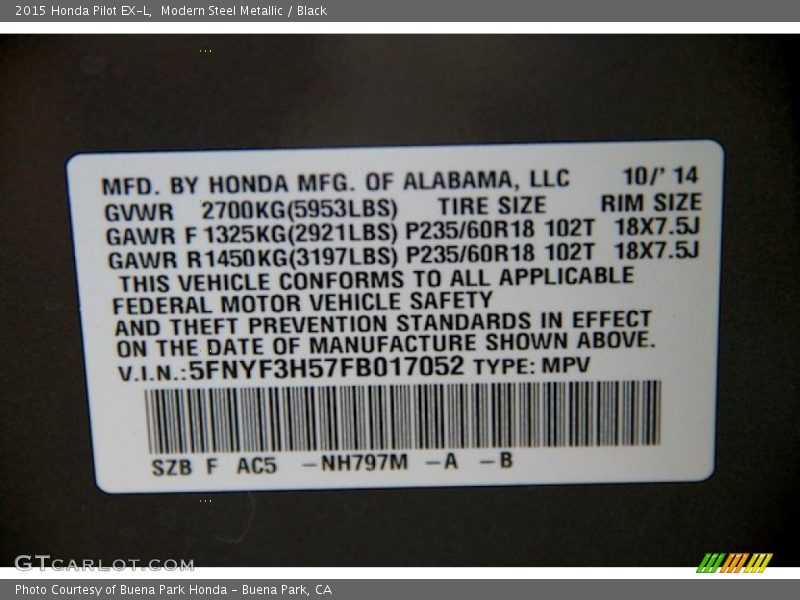 2015 Honda Pilot EX-L, Modern Steel Metallic / Black
MFD. BY HONDA MFG. OF ALABAMA, LLC 10/' 14
GVWR 2700KG(5953LBS) TIRE SIZE RIM SIZE
GAWR F 1325KG(2921LBS) P235/60R18 102T 18X7.5J
GAWR R1450KG(3197LBS) P235/60R18 102T 18X7.5J
THIS VEHICLE CONFORMS TO ALL APPLICABLE
FEDERAL MOTOR VEHICLE SAFETY
AND THEFT PREVENTION STANDARDS IN EFFECT
ON THE DATE OF MANUFACTURE SHOWN ABOVE.
V.I.N.:5FNYF3H57FB017052 TYPE: MPV
SZB F AC5 -NH797M -A -B
GTCARLOT.COM
Photo Courtesy of Buena Park Honda - Buena Park, CA